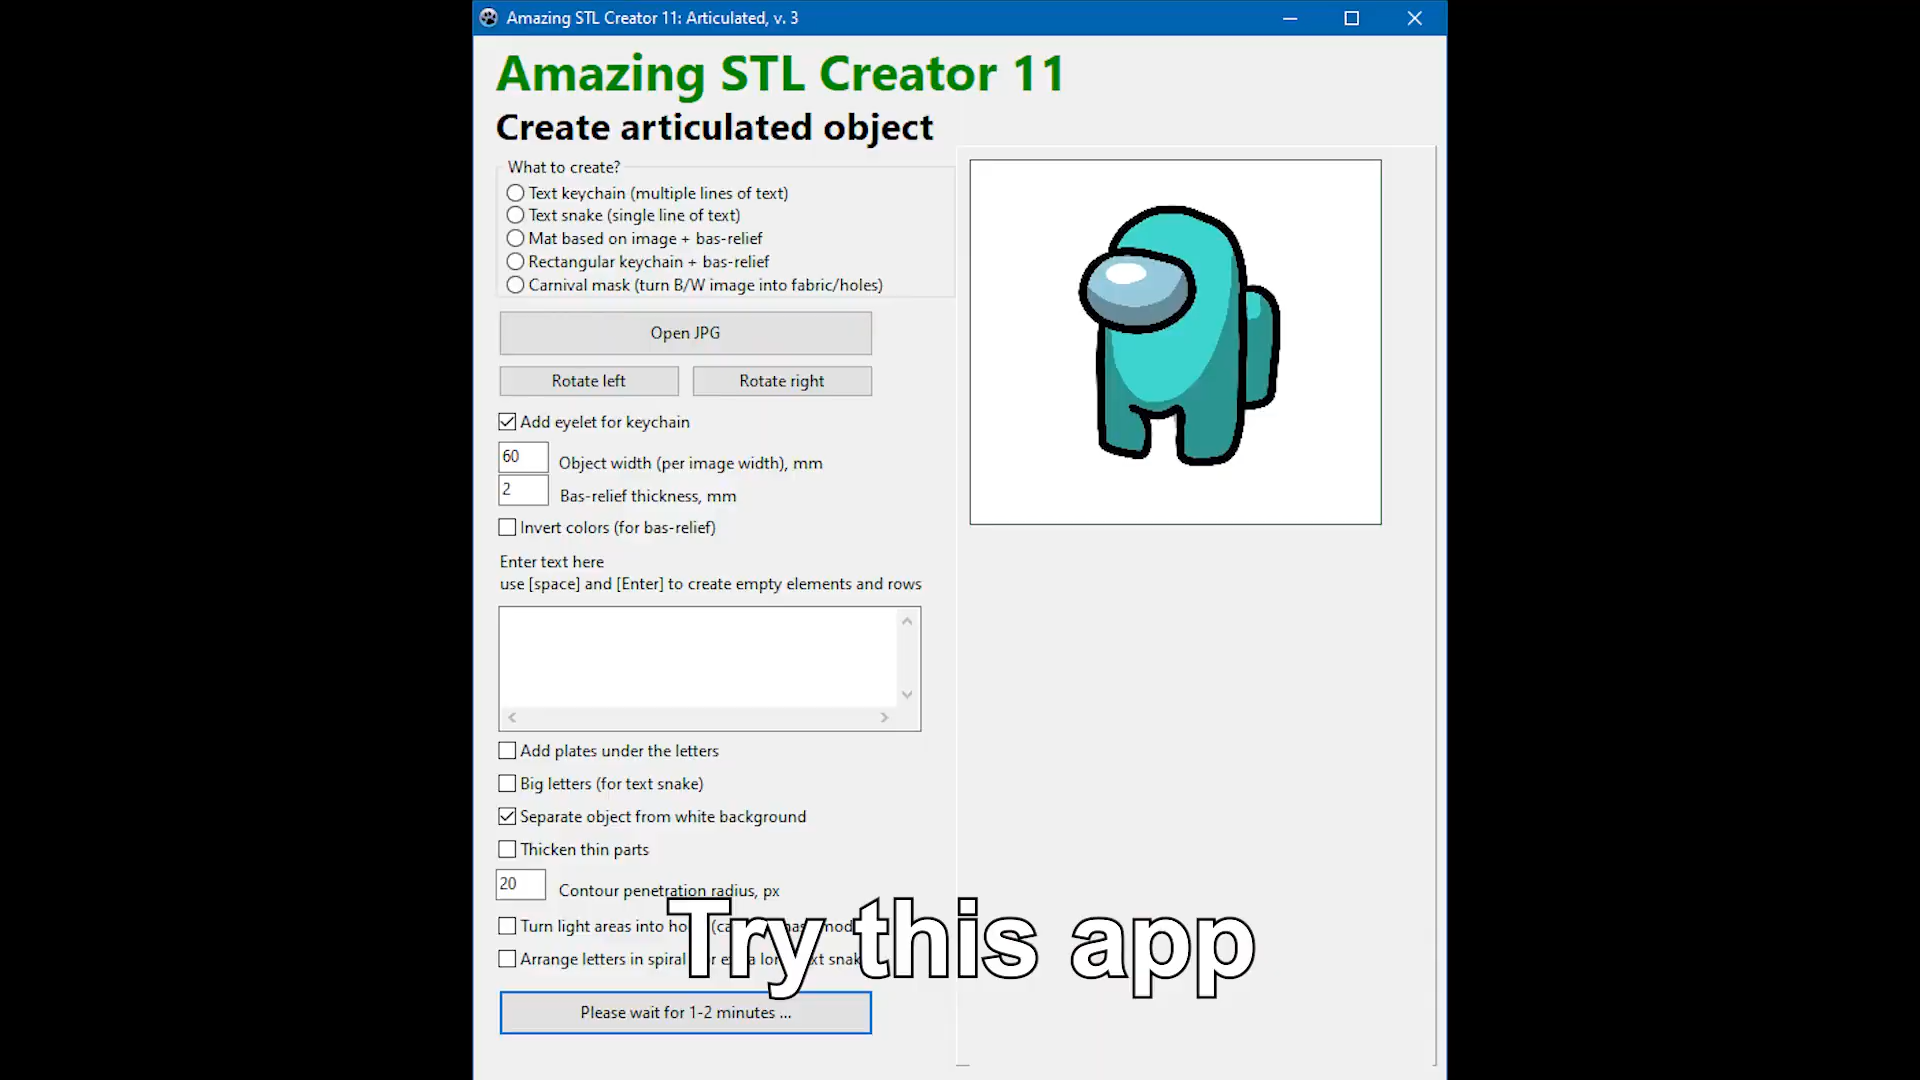 Amazing STL Creator 11: Articulated, v. 3
Amazing STL Creator 11
Create articulated object
What to create?
Text keychain (multiple lines of text)
Text snake (single line of text)
Mat based on image + bas-relief
Rectangular keychain + bas-relief
Carnival mask (turn B/W image into fabric/holes)
Open JPG
Rotate left
Rotate right
Add eyelet for keychain
60
Object width (per image width), mm
2
Bas-relief thickness, mm
Invert colors (for bas-relief)
Enter text here
use [space] and [Enter] to create empty elements and rows
Add plates under the letters
Big letters (for text snake)
Separate object from white background
Thicken thin parts
20
Contour penetration radius, px
Turn light areas into
Arrange letters in spiral
Try this app
Please wait for 1-2 minutes ...